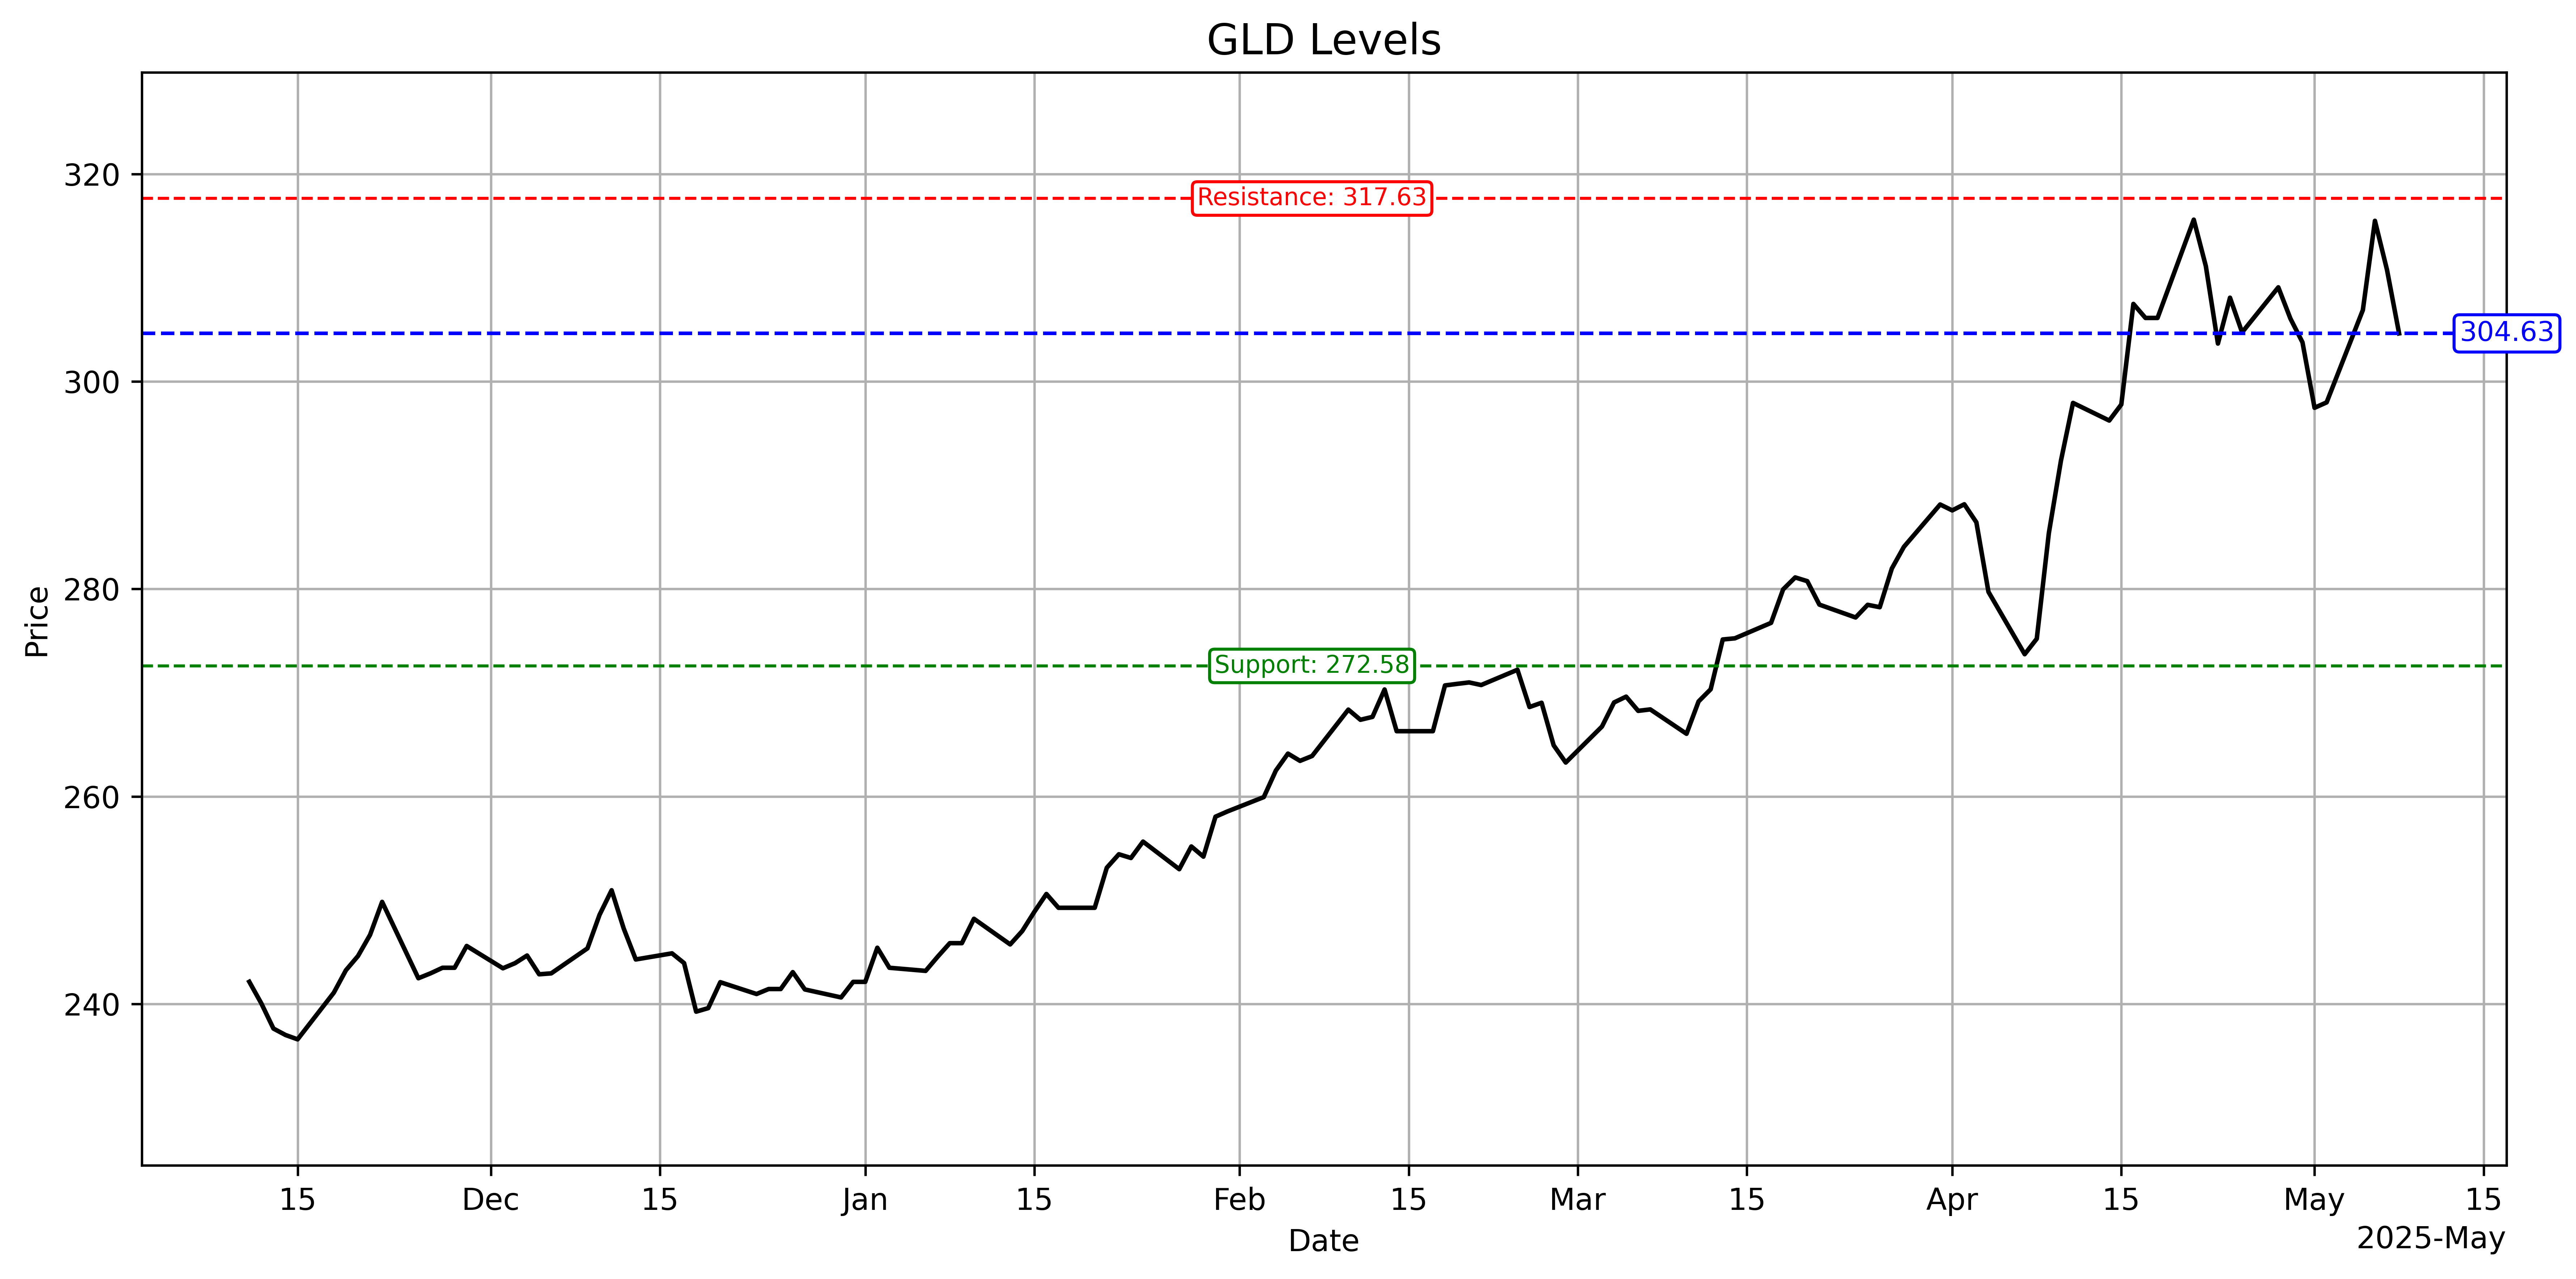 GLD Levels
320
Resistance: 317.63
304.63
300
280
Support: 272.58
260
240
Price
15 Dec 15 Jan 15 Feb 15 Mar 15 Apr 15 May 15
Date
2025-May